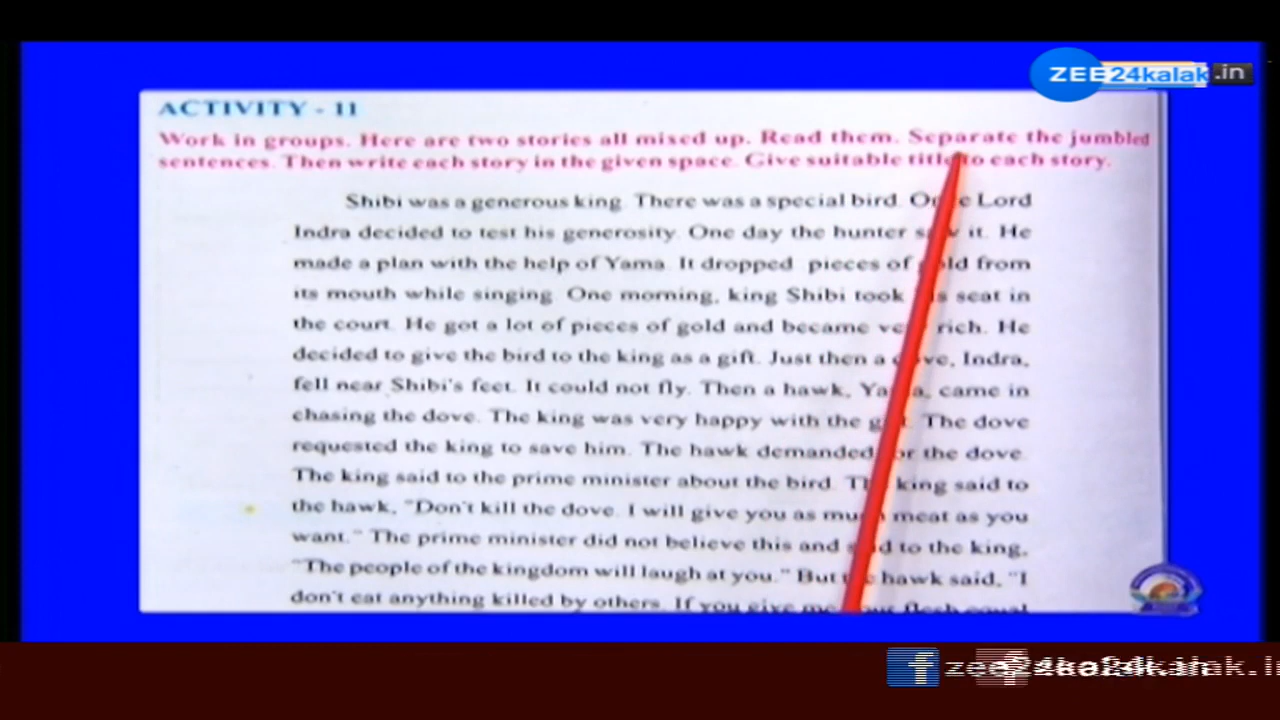 ZEE24kalak.in
ACTIVITY - 11
Work in groups. Here are two stories all mixed up. Read them. Separate the jumbled
sentences. Then write each story in the given space. Give suitable title to each story.
Shibi was a generous king. There was a special bird. Once Lord
Indra decided to test his generosity. One day the hunter saw it. He
made a plan with the help of Yama. It dropped pieces of gold from
its mouth while singing. One morning, king Shibi took his seat in
the court. He got a lot of pieces of gold and became very rich. He
decided to give the bird to the king as a gift. Just then a dove, Indra,
fell near Shibi's feet. It could not fly. Then a hawk, Yama, came in
chasing the dove. The king was very happy with the gift. The dove
requested the king to save him. The hawk demanded for the dove.
The king said to the prime minister about the bird. The king said to
the hawk, "Don't kill the dove. I will give you as much meat as you
want." The prime minister did not believe this and said to the king,
"The people of the kingdom will laugh at you." But the hawk said, "I
don't eat anything killed by others. If you give me your flesh equal